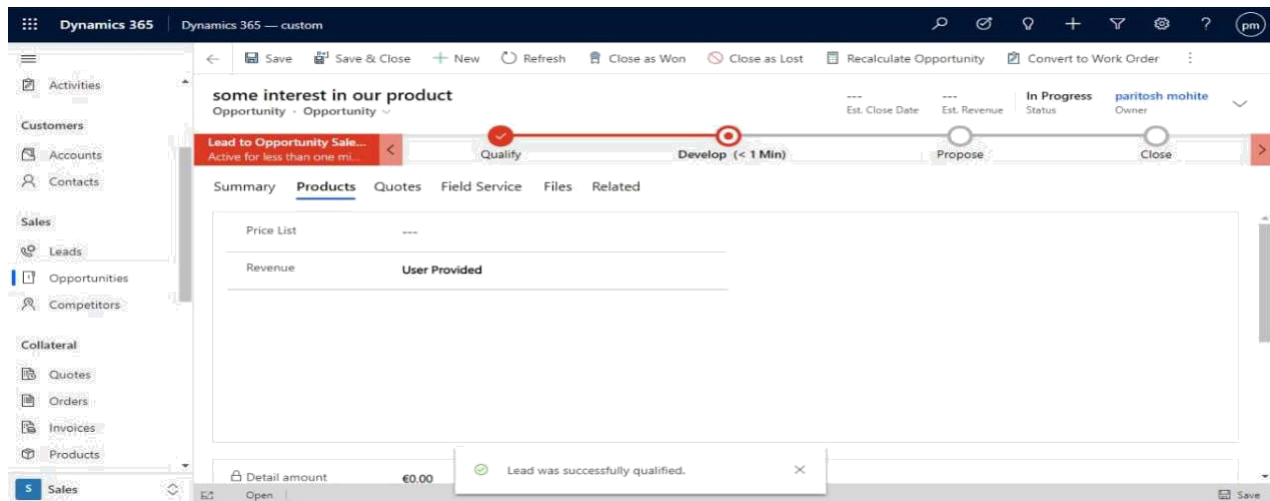 Dynamics 365 Dynamics 365 — custom ? pm
Save Save & Close New Refresh Close as Won Close as Lost Recalculate Opportunity Convert to Work Order
Activities
Customers
Accounts
Contacts
Sales
Leads
Opportunities
Competitors
Collateral
Quotes
Orders
Invoices
Products
S Sales
some interest in our product
Opportunity · Opportunity
---
Est. Close Date
---
Est. Revenue
In Progress
Status
paritosh mohite
Owner
Lead to Opportunity Sale...
Active for less than one mi...
Qualify Develop (< 1 Min) Propose Close
Summary Products Quotes Field Service Files Related
Price List ---
Revenue User Provided
Detail amount €0.00
Lead was successfully qualified.
Open Save